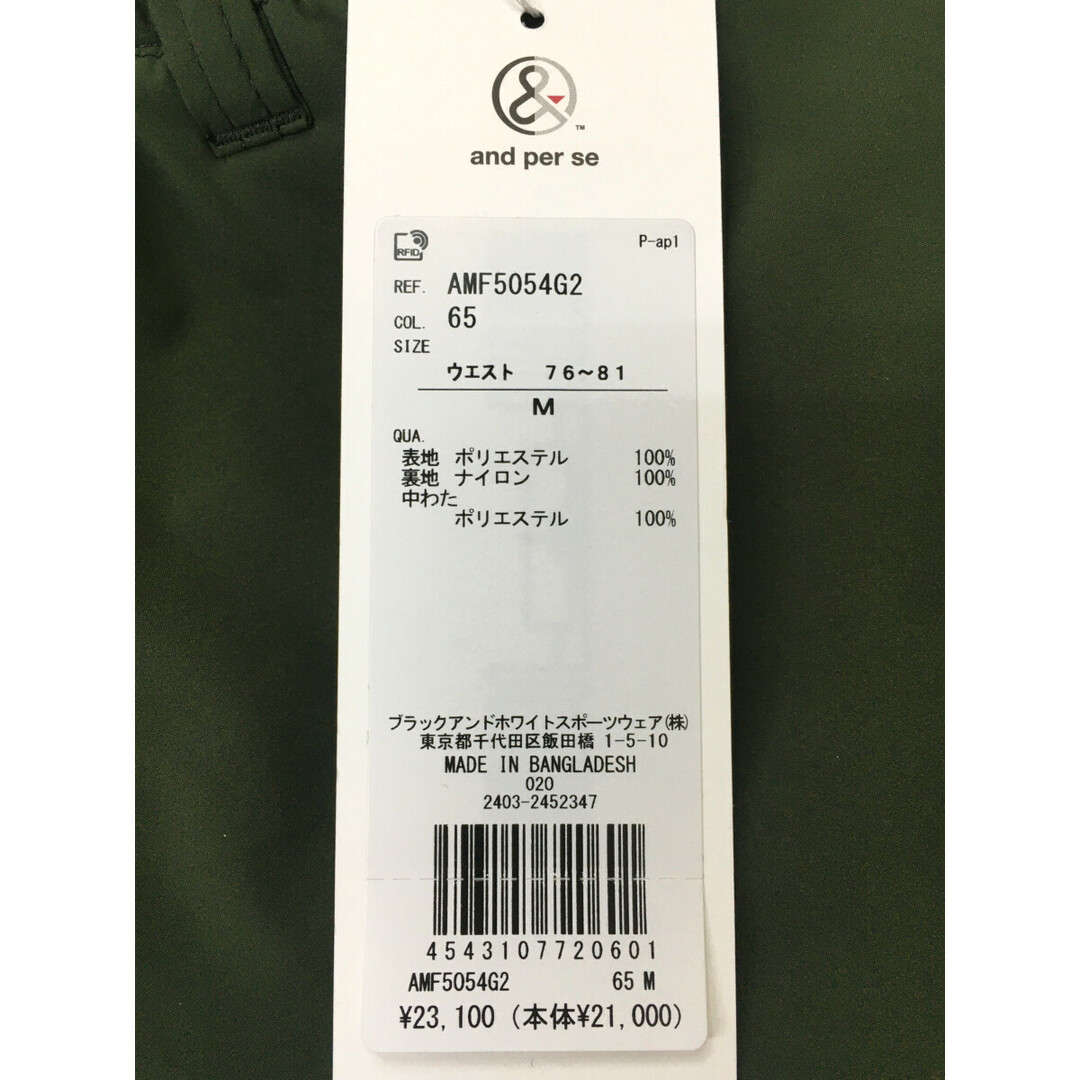 &
™
and per se
RFID
P-ap1
REF. AMF5054G2
COL. 65
SIZE
ウエスト 76~81
M
QUA.
表地 ポリエステル 100%
裏地 ナイロン 100%
中わた
ポリエステル 100%
ブラックアンドホワイトスポーツウェア(株)
東京都千代田区飯田橋 1-5-10
MADE IN BANGLADESH
020
2403-2452347
4543107720601
AMF5054G2 65 M
¥23,100 (本体¥21,000)